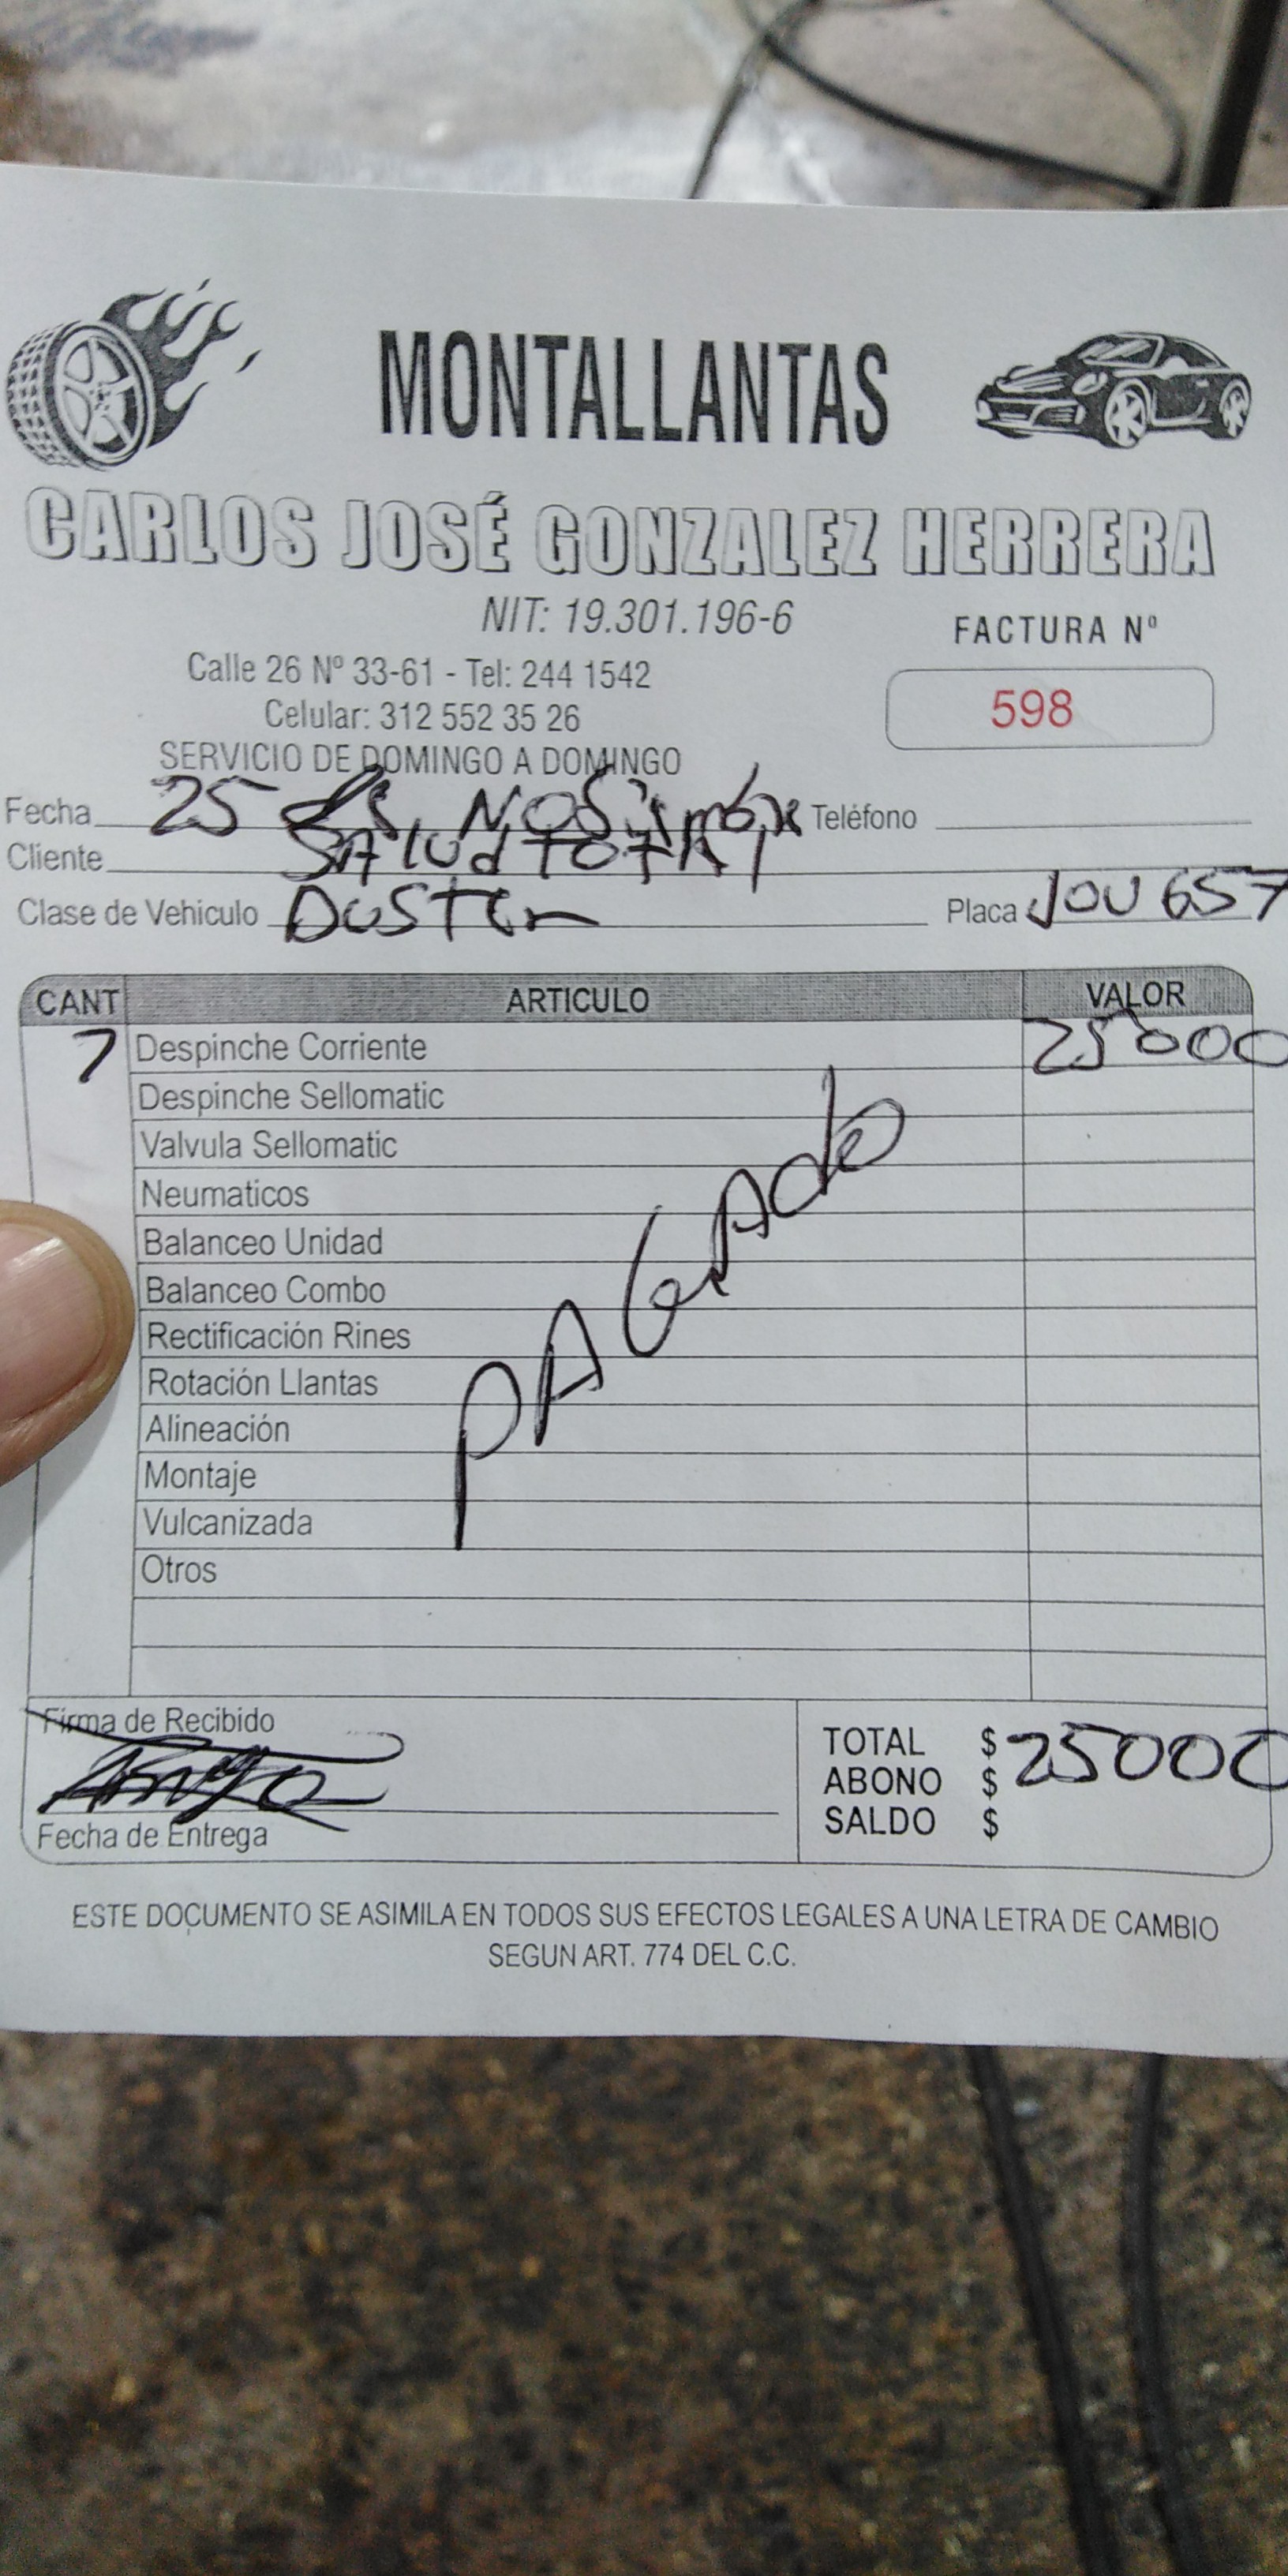 MONTALLANTAS
CARLOS JOSÉ GONZALEZ HERRERA
NIT: 19.301.196-6
FACTURA Nº
Calle 26 Nº 33-61 - Tel: 244 1542
598
Celular: 312 552 35 26
SERVICIO DE DOMINGO A DOMINGO
Fecha 25 de Teléfono
Cliente Salud Total
Clase de Vehiculo Duster Placa JOU 657
CANT ARTICULO VALOR
Despinche Corriente 25000
Despinche Sellomatic
Valvula Sellomatic
Neumaticos
Balanceo Unidad
Balanceo Combo
Rectificación Rines
Rotación Llantas
Alineación
Montaje
Vulcanizada
Otros
PAGADO
Firma de Recibido
Fecha de Entrega
TOTAL $ 25000
ABONO $
SALDO $
ESTE DOCUMENTO SE ASIMILA EN TODOS SUS EFECTOS LEGALES A UNA LETRA DE CAMBIO
SEGUN ART. 774 DEL C.C.